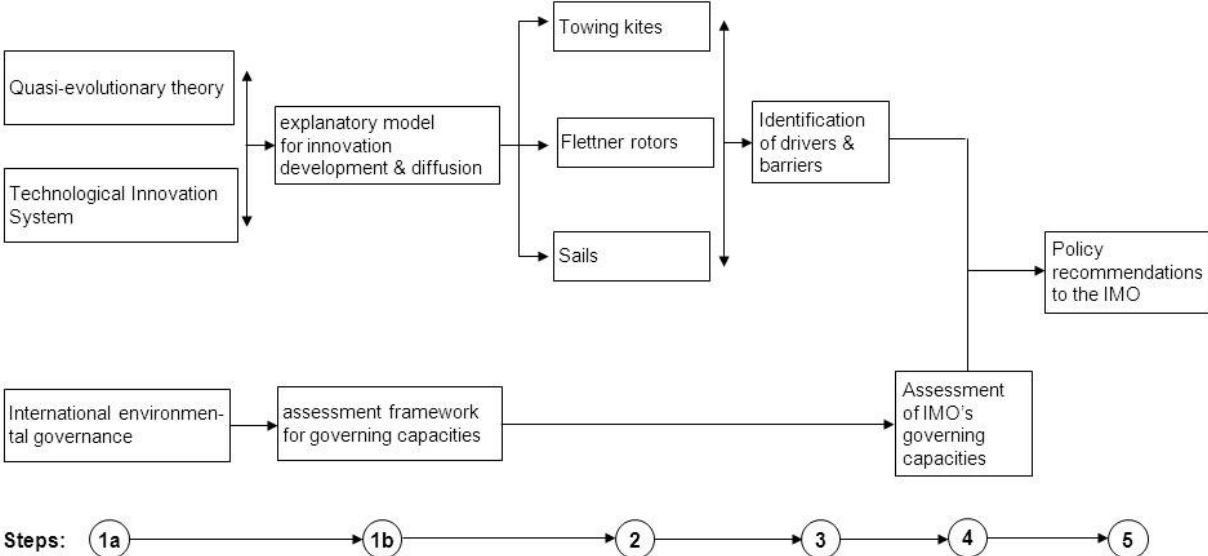 Quasi-evolutionary theory
Technological Innovation
System
explanatory model
for innovation
development & diffusion
Towing kites
Flettner rotors
Sails
Identification
of drivers &
barriers
Policy
recommendations
to the IMO
International environmen-
tal governance
assessment framework
for governing capacities
Assessment
of IMO's
governing
capacities
Steps: 1a 1b 2 3 4 5